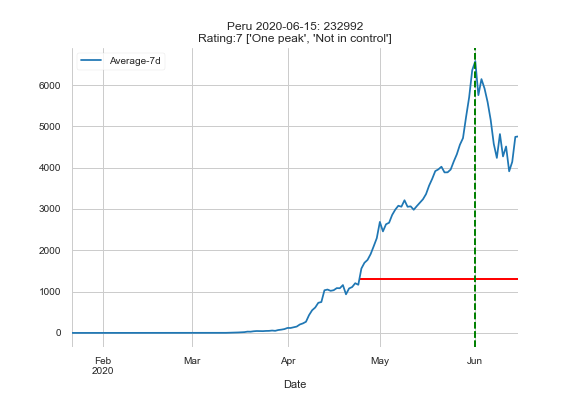 Peru 2020-06-15: 232992
Rating:7 ['One peak', 'Not in control']
Average-7d
6000
5000
4000
3000
2000
1000
0
Feb
2020
Mar
Apr
May
Jun
Date